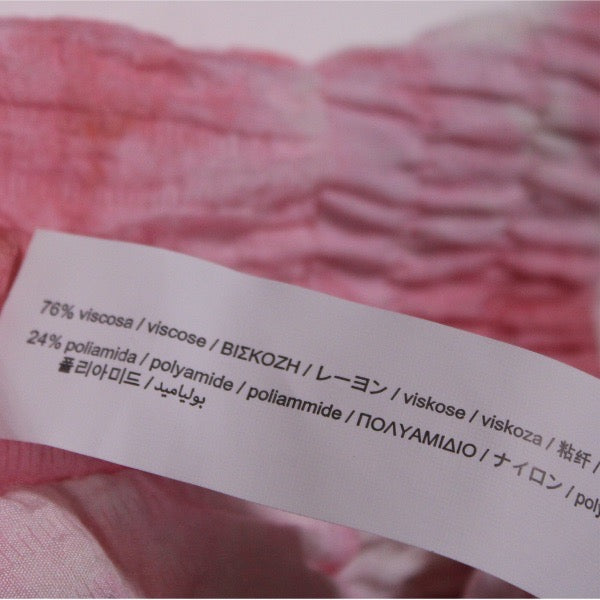 76% viscosa / viscose / ΒΙΣΚΟΖΗ / レーヨン / viskose / viskoza / 粘纤 /
24% poliamida / polyamide / poliammide / ΠΟΛΥΑΜΙΔΙΟ / ナイロン / poly
폴리아미드 / بولياميد